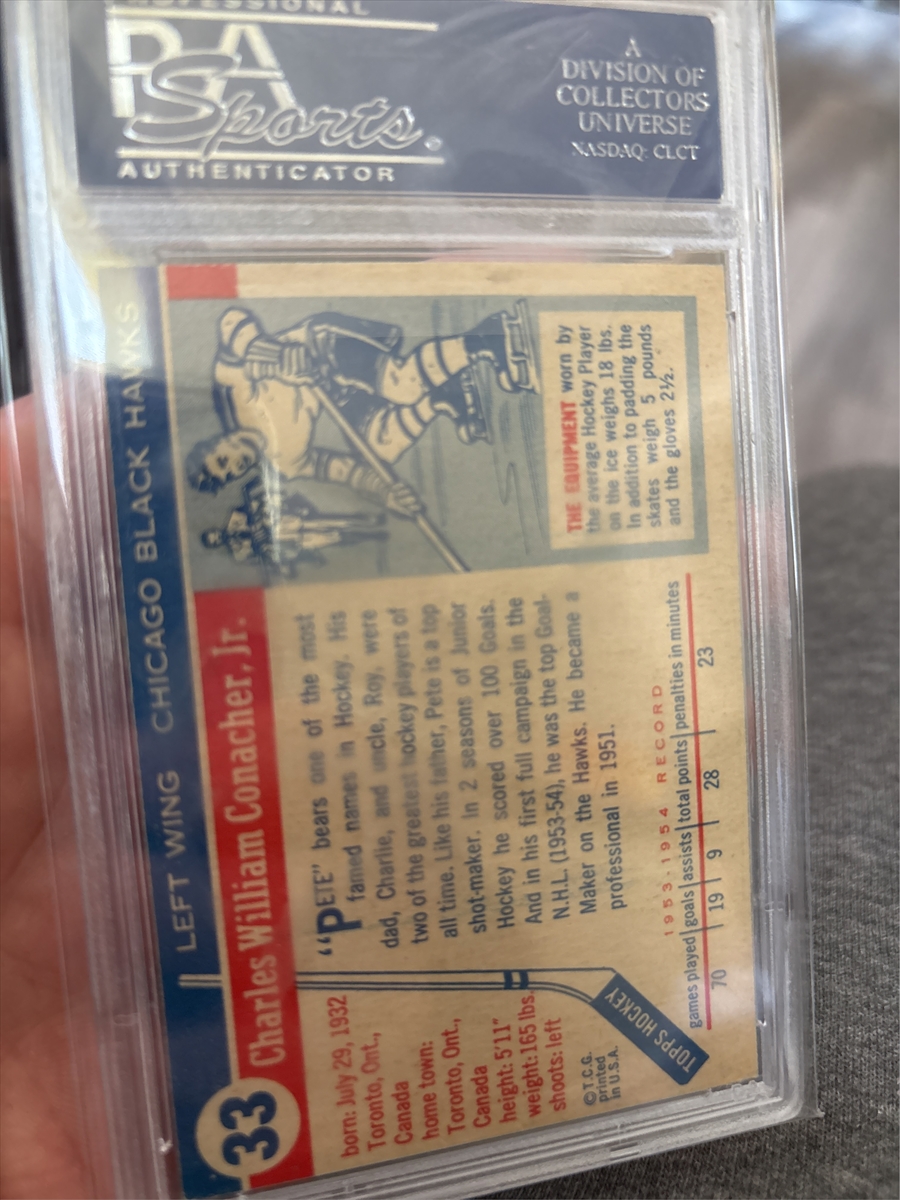 PROFESSIONAL
PSA
Sports.
AUTHENTICATOR
A
DIVISION OF
COLLECTORS
UNIVERSE
NASDAQ: CLCT
33
LEFT WING CHICAGO BLACK HAWKS
Charles William Conacher, Jr.
born: July 29, 1932
Toronto, Ont.,
Canada
home town:
Toronto, Ont.,
Canada
height: 5'11"
weight: 165 lbs.
shoots: left
© T.C.G.
printed
in U.S.A.
TOPPS HOCKEY
"PETE" bears one of the most
famed names in Hockey. His
dad, Charlie, and uncle, Roy, were
two of the greatest ockey players of
all time. Like his father, Pete is a top
shot-maker. In 2 seasons of Junior
Hockey he scored over 100 Goals.
And in his first full campaign in the
N.H.L. (1953-54), he was the top Goal-
Maker on the Hawks. He became a
professional in 1951.
THE EQUIPMENT worn by
the average Hockey Player
on the ice weighs 18 lbs.
In addition to padding the
skates weigh 5 pounds
and the gloves 2½.
1953-1954 RECORD
games played goals assists total points penalties in minutes
70 19 9 28 23